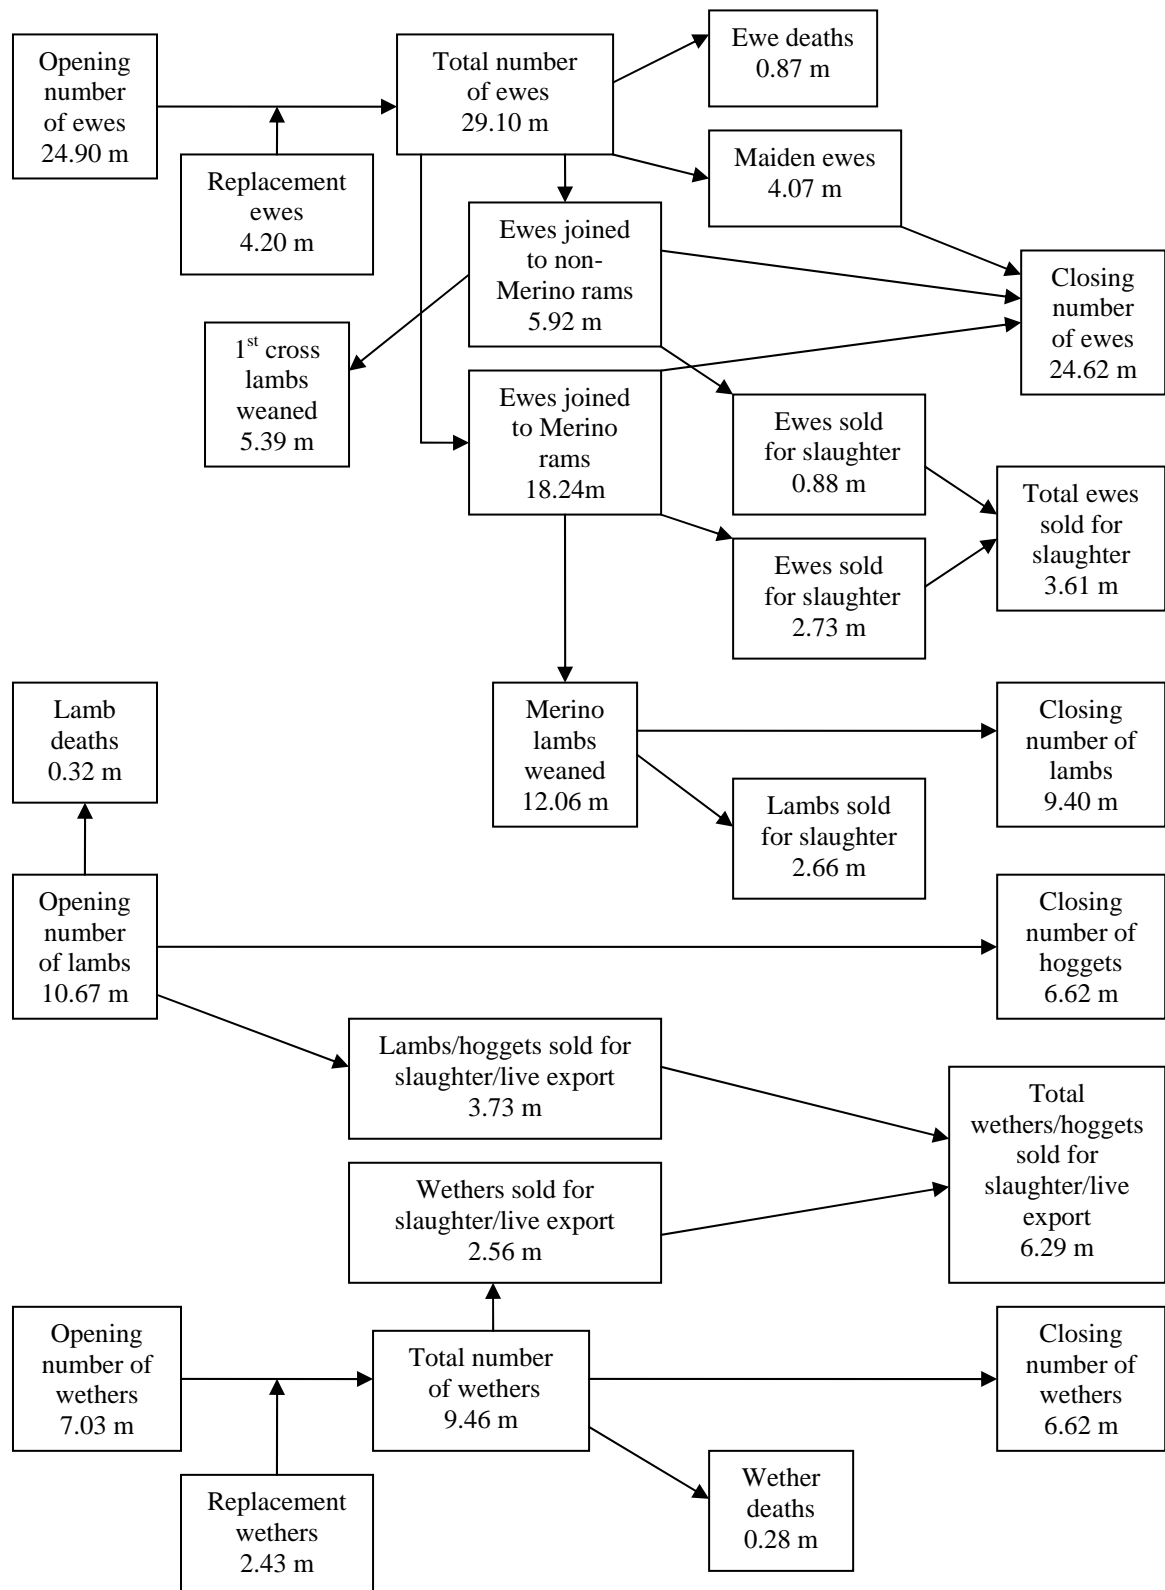 Opening
number
of ewes
24.90 m
Total number
of ewes
29.10 m
Ewe deaths
0.87 m
Replacement
ewes
4.20 m
Maiden ewes
4.07 m
Ewes joined
to non-
Merino rams
5.92 m
Closing
number
of ewes
24.62 m
1st cross
lambs
weaned
5.39 m
Ewes joined
to Merino
rams
18.24m
Ewes sold
for slaughter
0.88 m
Total ewes
sold for
slaughter
3.61 m
Ewes sold
for slaughter
2.73 m
Lamb
deaths
0.32 m
Merino
lambs
weaned
12.06 m
Closing
number of
lambs
9.40 m
Lambs sold
for slaughter
2.66 m
Opening
number
of lambs
10.67 m
Closing
number of
hoggets
6.62 m
Lambs/hoggets sold for
slaughter/live export
3.73 m
Total
wethers/hoggets
sold for
slaughter/live
export
6.29 m
Wethers sold for
slaughter/live export
2.56 m
Opening
number of
wethers
7.03 m
Total number
of wethers
9.46 m
Closing
number of
wethers
6.62 m
Replacement
wethers
2.43 m
Wether
deaths
0.28 m